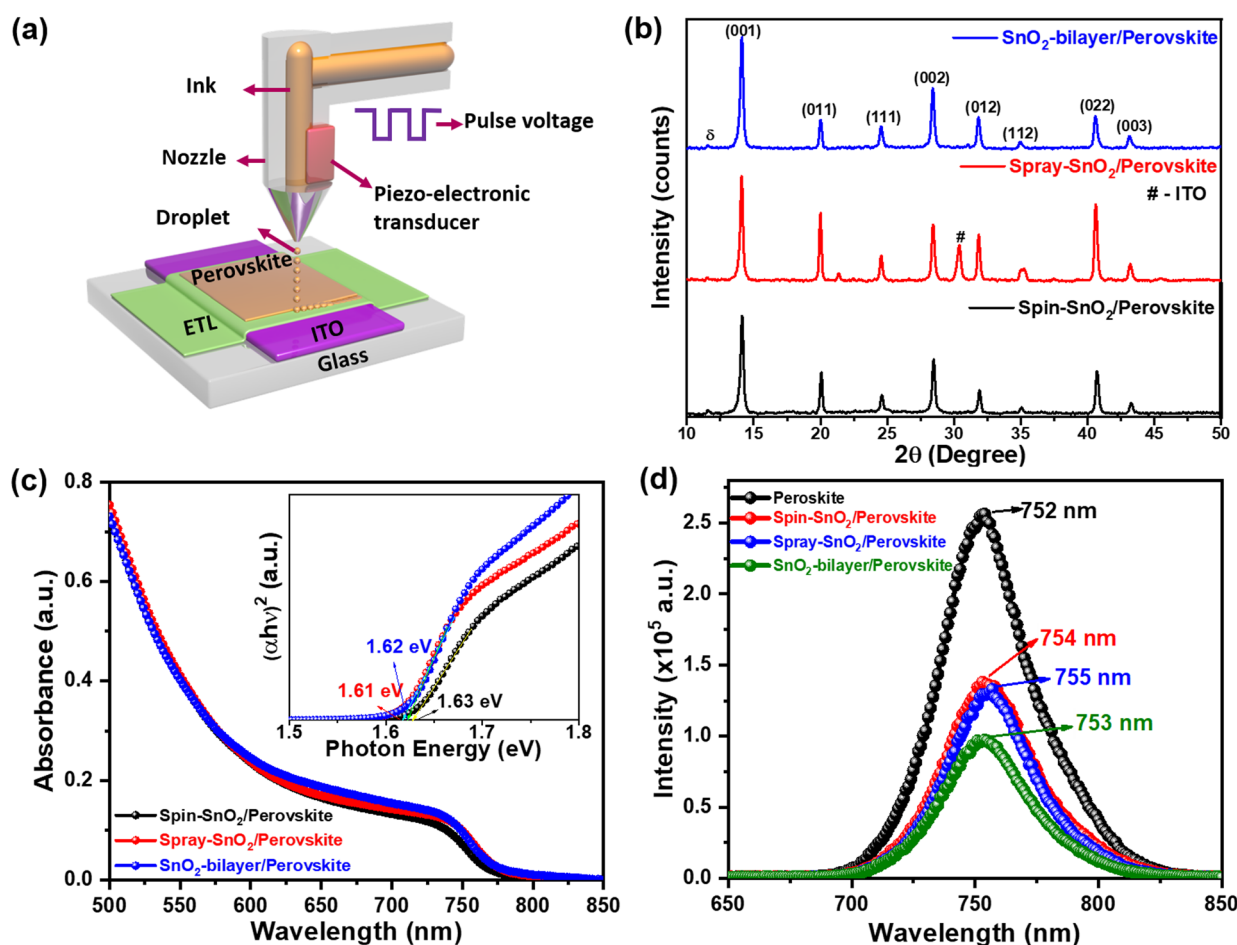 (a)
Ink
Pulse voltage
Nozzle
Piezo-electronic
transducer
Droplet
Perovskite
ETL
ITO
Glass
(b)
(001)
SnO₂-bilayer/Perovskite
(002)
(011)
(111)
(012)
(022)
(112)
(003)
δ
Spray-SnO₂/Perovskite
# - ITO
#
Spin-SnO₂/Perovskite
Intensity (counts)
10 15 20 25 30 35 40 45 50
2θ (Degree)
(c)
0.8
0.6
0.4
0.2
0.0
Absorbance (a.u.)
(αhν)² (a.u.)
1.62 eV
1.61 eV
1.63 eV
1.5 1.6 1.7 1.8
Photon Energy (eV)
Spin-SnO₂/Perovskite
Spray-SnO₂/Perovskite
SnO₂-bilayer/Perovskite
500 550 600 650 700 750 800 850
Wavelength (nm)
(d)
Peroskite
Spin-SnO₂/Perovskite
Spray-SnO₂/Perovskite
SnO₂-bilayer/Perovskite
752 nm
754 nm
755 nm
753 nm
2.5
2.0
1.5
1.0
0.5
0.0
Intensity (x10⁵ a.u.)
650 700 750 800 850
Wavelength (nm)